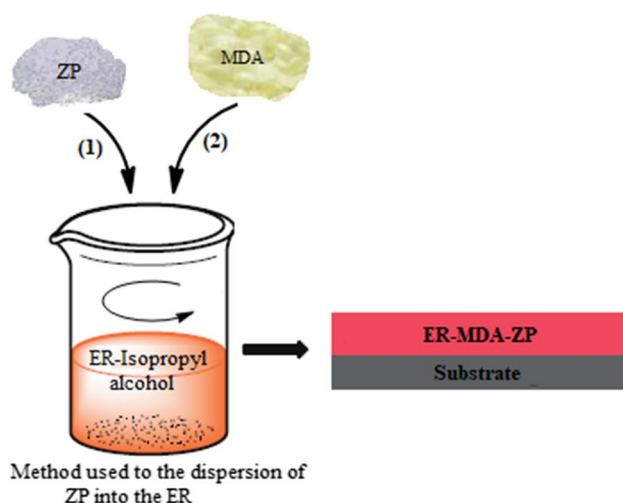 ZP
MDA
(1)
(2)
ER-Isopropyl
alcohol
ER-MDA-ZP
Substrate
Method used to the dispersion of
ZP into the ER